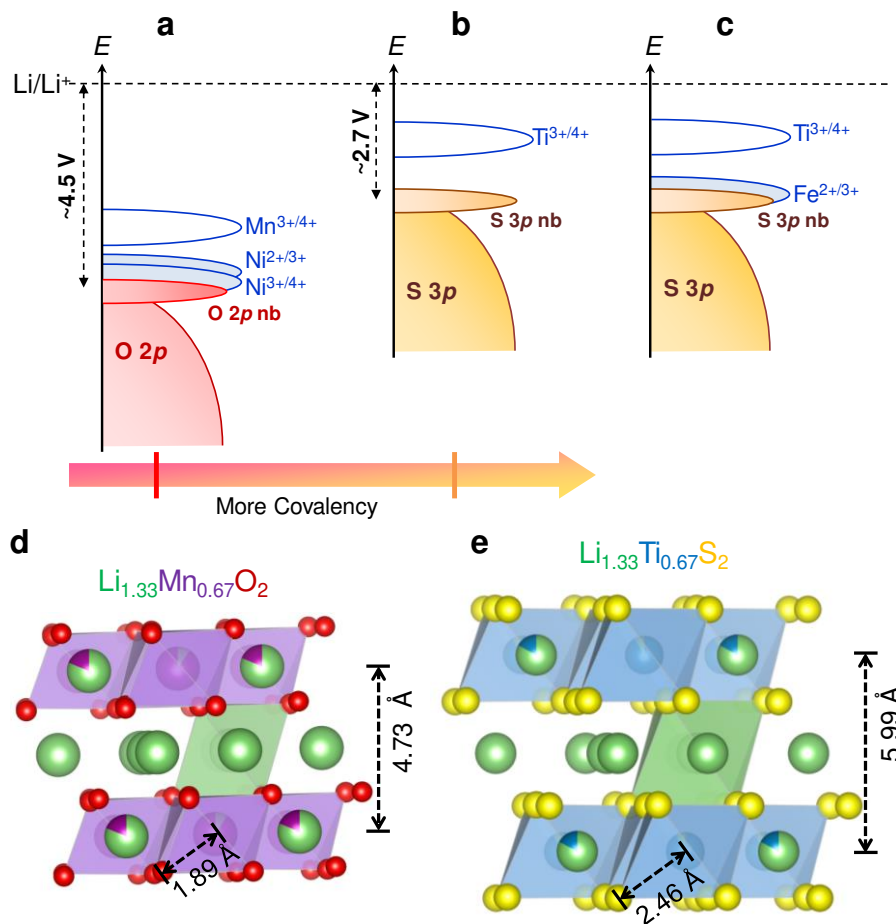 a
b
c
E
E
E
Li/Li⁺
~4.5 V
Mn³⁺/⁴⁺
Ni²⁺/³⁺
Ni³⁺/⁴⁺
O 2p nb
O 2p
~2.7 V
Ti³⁺/⁴⁺
S 3p nb
S 3p
Ti³⁺/⁴⁺
Fe²⁺/³⁺
S 3p nb
S 3p
More Covalency
d
Li₁.₃₃Mn₀.₆₇O₂
4.73 Å
1.89 Å
e
Li₁.₃₃Ti₀.₆₇S₂
5.99 Å
2.46 Å